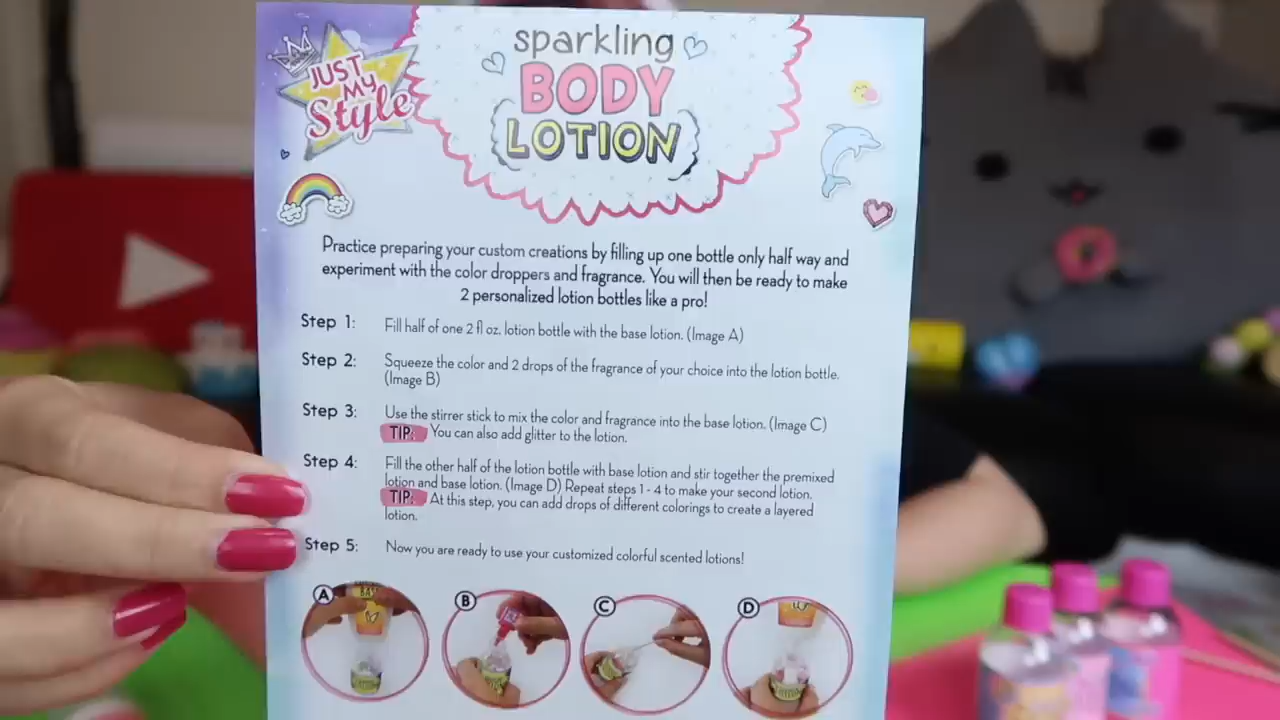 JUST
MY
Style
sparkling
BODY
LOTION
Practice preparing your custom creations by filling up one bottle only half way and
experiment with the color droppers and fragrance. You will then be ready to make
2 personalized lotion bottles like a pro!
Step 1: Fill half of one 2 fl oz. lotion bottle with the base lotion. (Image A)
Step 2: Squeeze the color and 2 drops of the fragrance of your choice into the lotion bottle.
(Image B)
Step 3: Use the stirrer stick to mix the color and fragrance into the base lotion. (Image C)
TIP: You can also add glitter to the lotion.
Step 4: Fill the other half of the lotion bottle with base lotion and stir together the premixed
lotion and base lotion. (Image D) Repeat steps 1 - 4 to make your second lotion.
TIP: At this step, you can add drops of different colorings to create a layered
lotion.
Step 5: Now you are ready to use your customized colorful scented lotions!
A B C D